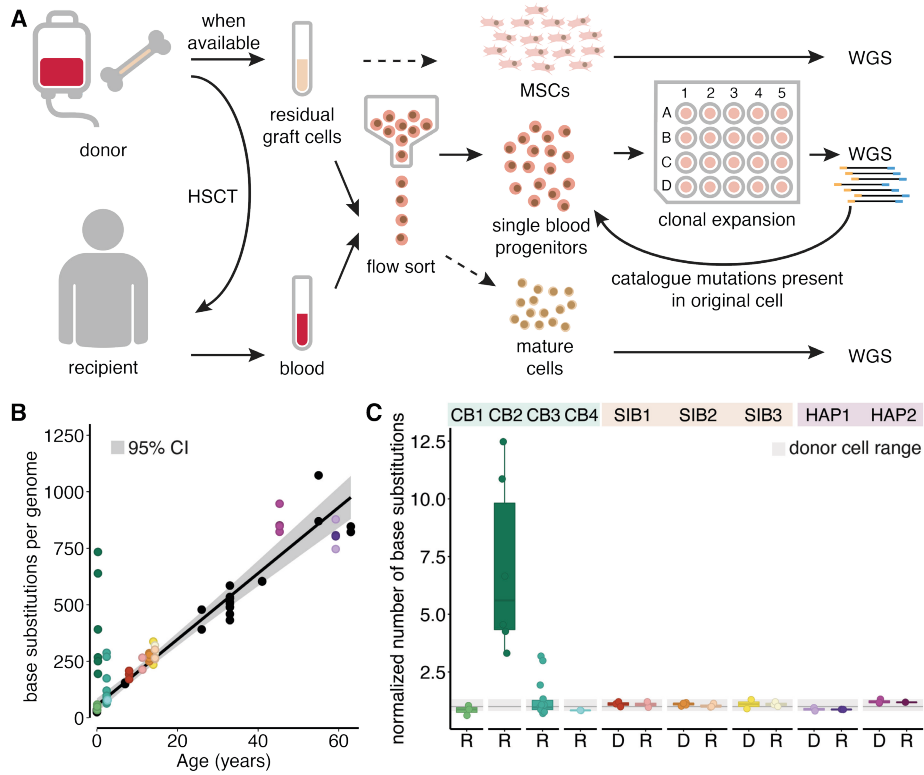 A
when
available
donor
HSCT
recipient
residual
graft cells
blood
flow sort
MSCs
single blood
progenitors
mature
cells
1 2 3 4 5
A
B
C
D
clonal expansion
WGS
WGS
catalogue mutations present
in original cell
WGS
B
base substitutions per genome
1250
1000
750
500
250
0
95% CI
0 20 40 60
Age (years)
C
CB1 CB2 CB3 CB4 SIB1 SIB2 SIB3 HAP1 HAP2
donor cell range
normalized number of base substitutions
12.5
10.0
7.5
5.0
2.5
R R R R D R D R D R D R D R